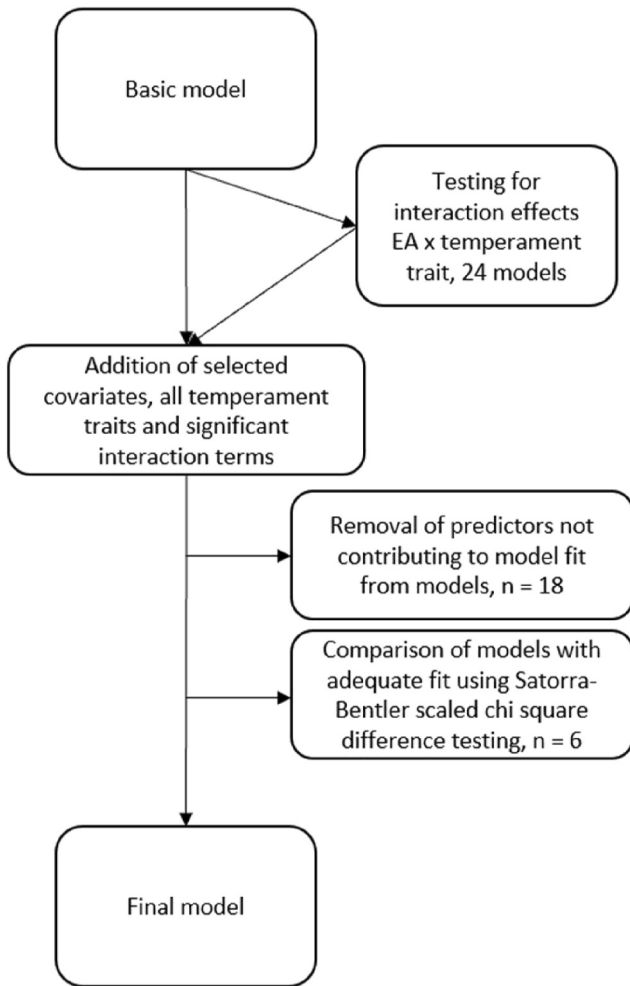 Basic model
Testing for
interaction effects
EA x temperament
trait, 24 models
Addition of selected
covariates, all temperament
traits and significant
interaction terms
Removal of predictors not
contributing to model fit
from models, n = 18
Comparison of models with
adequate fit using Satorra-
Bentler scaled chi square
difference testing, n = 6
Final model